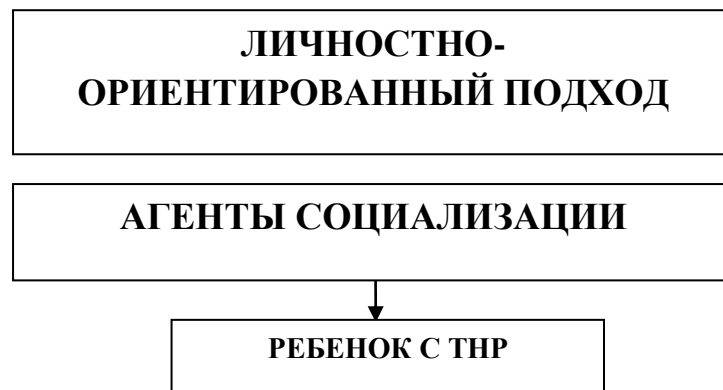 ЛИЧНОСТНО-
ОРИЕНТИРОВАННЫЙ ПОДХОД
АГЕНТЫ СОЦИАЛИЗАЦИИ
РЕБЕНОК С ТНР